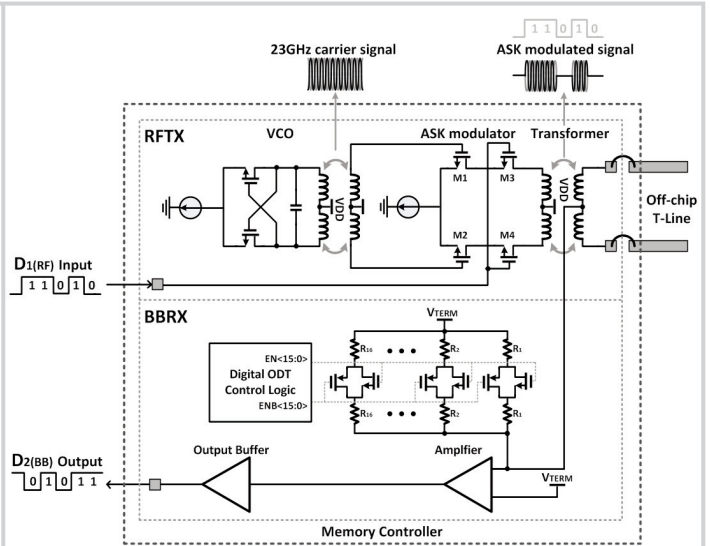 1 1 0 1 0
23GHz carrier signal
ASK modulated signal
RFTX
VCO
ASK modulator
Transformer
M1
M3
VDD
VDD
Off-chip
T-Line
M2
M4
D1(RF) Input
1 1 0 1 0
BBRX
VTERM
EN<15:0>
Digital ODT
Control Logic
ENB<15:0>
R16
R2
R1
R16
R2
R1
D2(BB) Output
0 1 0 1 1
Output Buffer
Amplfier
VTERM
Memory Controller